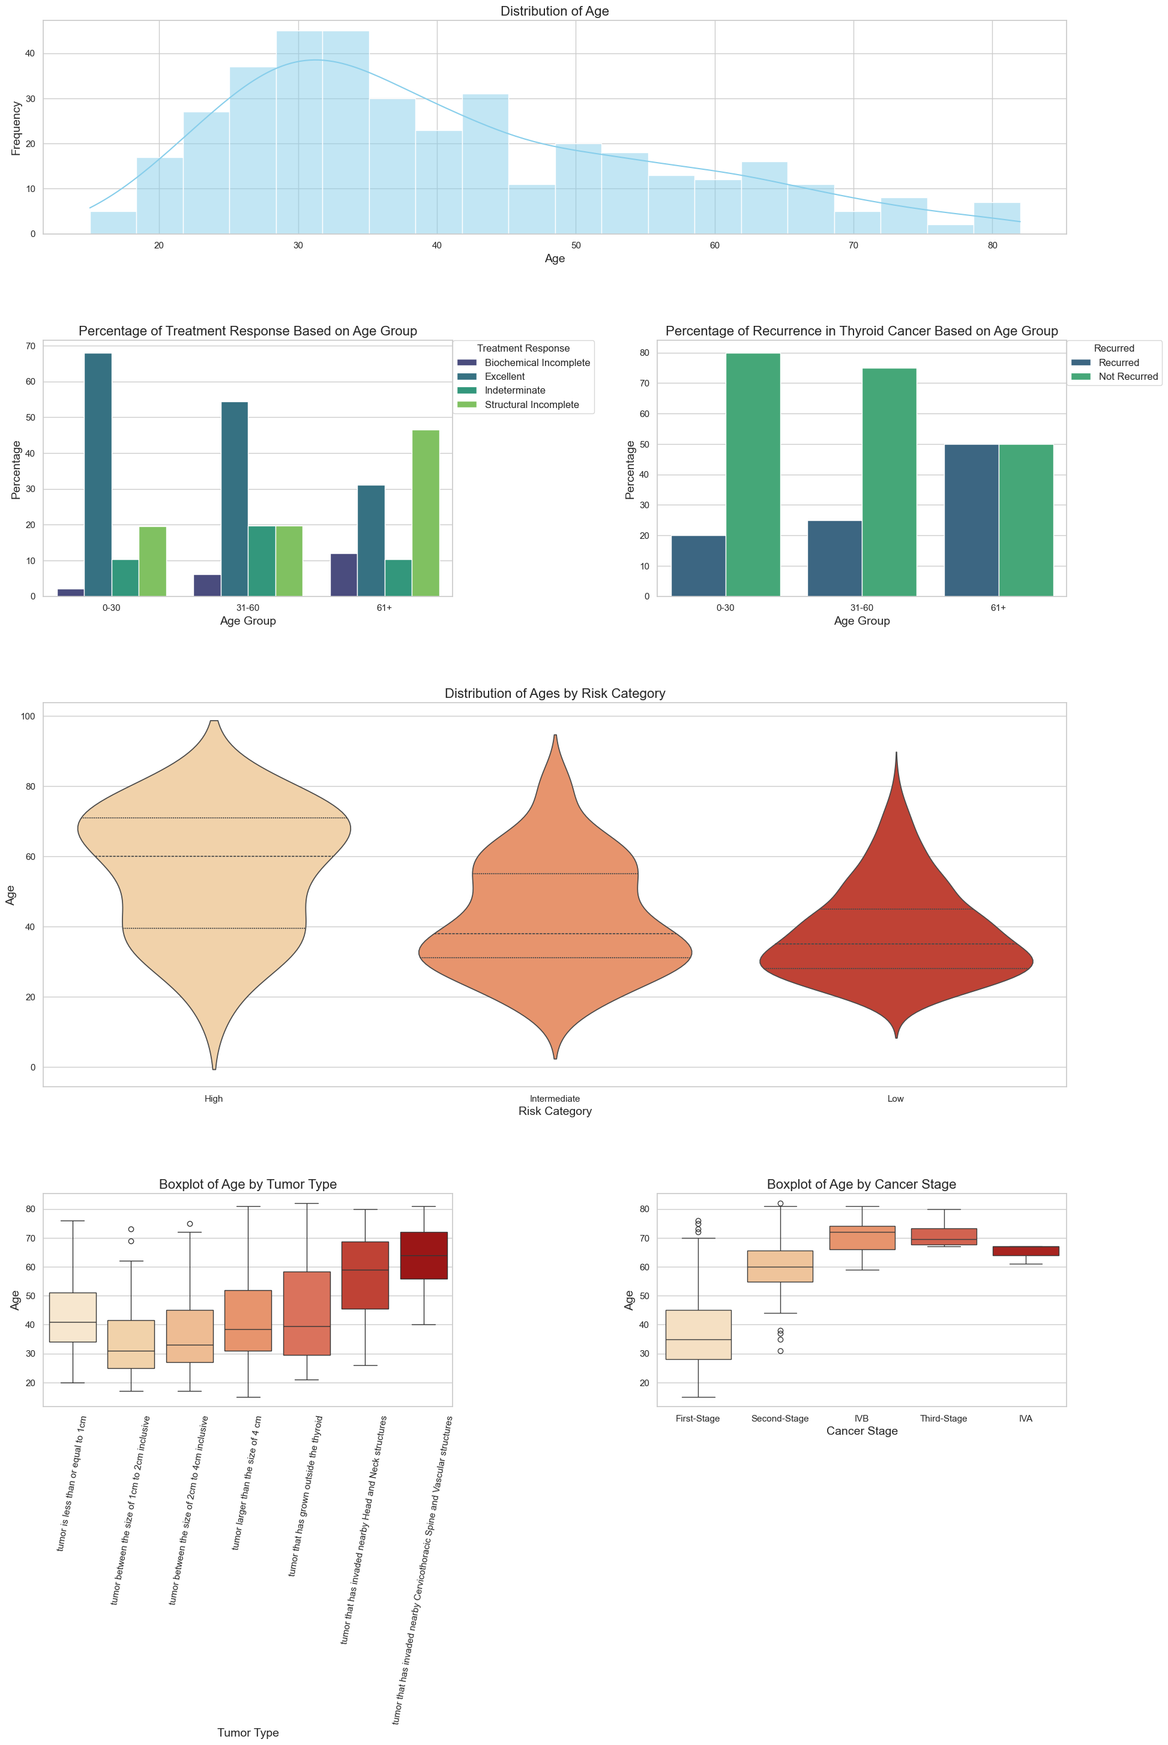 Distribution of Age
Frequency
40
30
20
10
0
20 30 40 50 60 70 80
Age
Percentage of Treatment Response Based on Age Group
Percentage
70
60
50
40
30
20
10
0
0-30 31-60 61+
Age Group
Treatment Response
Biochemical Incomplete
Excellent
Indeterminate
Structural Incomplete
Percentage of Recurrence in Thyroid Cancer Based on Age Group
Percentage
80
70
60
50
40
30
20
10
0
0-30 31-60 61+
Age Group
Recurred
Recurred
Not Recurred
Distribution of Ages by Risk Category
Age
100
80
60
40
20
0
High Intermediate Low
Risk Category
Boxplot of Age by Tumor Type
Age
80
70
60
50
40
30
20
tumor is less than or equal to 1cm
tumor between the size of 1cm to 2cm inclusive
tumor between the size of 2cm to 4cm inclusive
tumor larger than the size of 4 cm
tumor that has grown outside the thyroid
tumor that has invaded nearby Head and Neck structures
tumor that has invaded nearby Cervicothoracic Spine and Vascular structures
Tumor Type
Boxplot of Age by Cancer Stage
Age
80
70
60
50
40
30
20
First-Stage Second-Stage IVB Third-Stage IVA
Cancer Stage